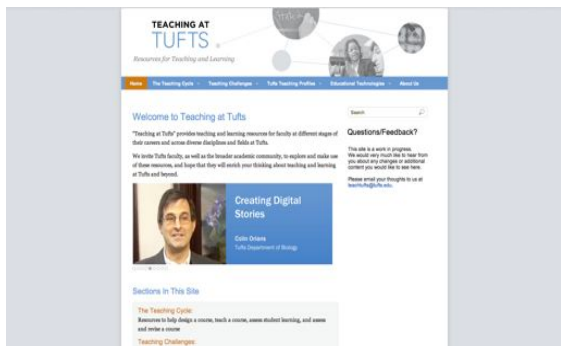 TEACHING AT
TUFTS
Resources for Teaching and Learning
Home The Teaching Cycle Teaching Challenges Tufts Teaching Profiles Educational Technologies About Us
Welcome to Teaching at Tufts
"Teaching at Tufts" provides teaching and learning resources for faculty at different stages of
their careers and across diverse disciplines and fields at Tufts.
We invite Tufts faculty, as well as the broader academic community, to explore and make use
of these resources, and hope that they will enrich your thinking about teaching and learning
at Tufts and beyond.
Creating Digital
Stories
Colin Orians
Tufts Department of Biology
Sections In This Site
The Teaching Cycle:
Resources to help design a course, teach a course, assess student learning, and assess
and revise a course
Teaching Challenges:
Search
Questions/Feedback?
This site is a work in progress.
We would very much like to hear from
you about any changes or additional
content you would like to see here.
Please email your thoughts to us at
teachtufts@tufts.edu.